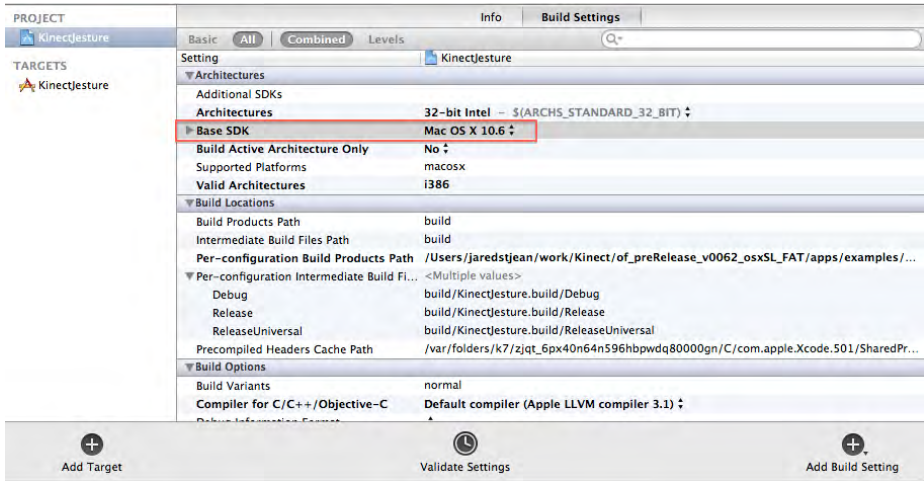 PROJECT
KinectJesture
TARGETS
KinectJesture
Info Build Settings
Basic All Combined Levels
Setting KinectJesture
Architectures
Additional SDKs
Architectures 32-bit Intel – $(ARCHS_STANDARD_32_BIT)
Base SDK Mac OS X 10.6
Build Active Architecture Only No
Supported Platforms macosx
Valid Architectures i386
Build Locations
Build Products Path build
Intermediate Build Files Path build
Per-configuration Build Products Path /Users/jaredstjean/work/Kinect/of_preRelease_v0062_osxSL_FAT/apps/examples/...
Per-configuration Intermediate Build Fi... <Multiple values>
Debug build/KinectJesture.build/Debug
Release build/KinectJesture.build/Release
ReleaseUniversal build/KinectJesture.build/ReleaseUniversal
Precompiled Headers Cache Path /var/folders/k7/zjqt_6px40n64n596hbpwdq80000gn/C/com.apple.Xcode.501/SharedPr...
Build Options
Build Variants normal
Compiler for C/C++/Objective-C Default compiler (Apple LLVM compiler 3.1)
Debug Information Format
Add Target Validate Settings Add Build Setting